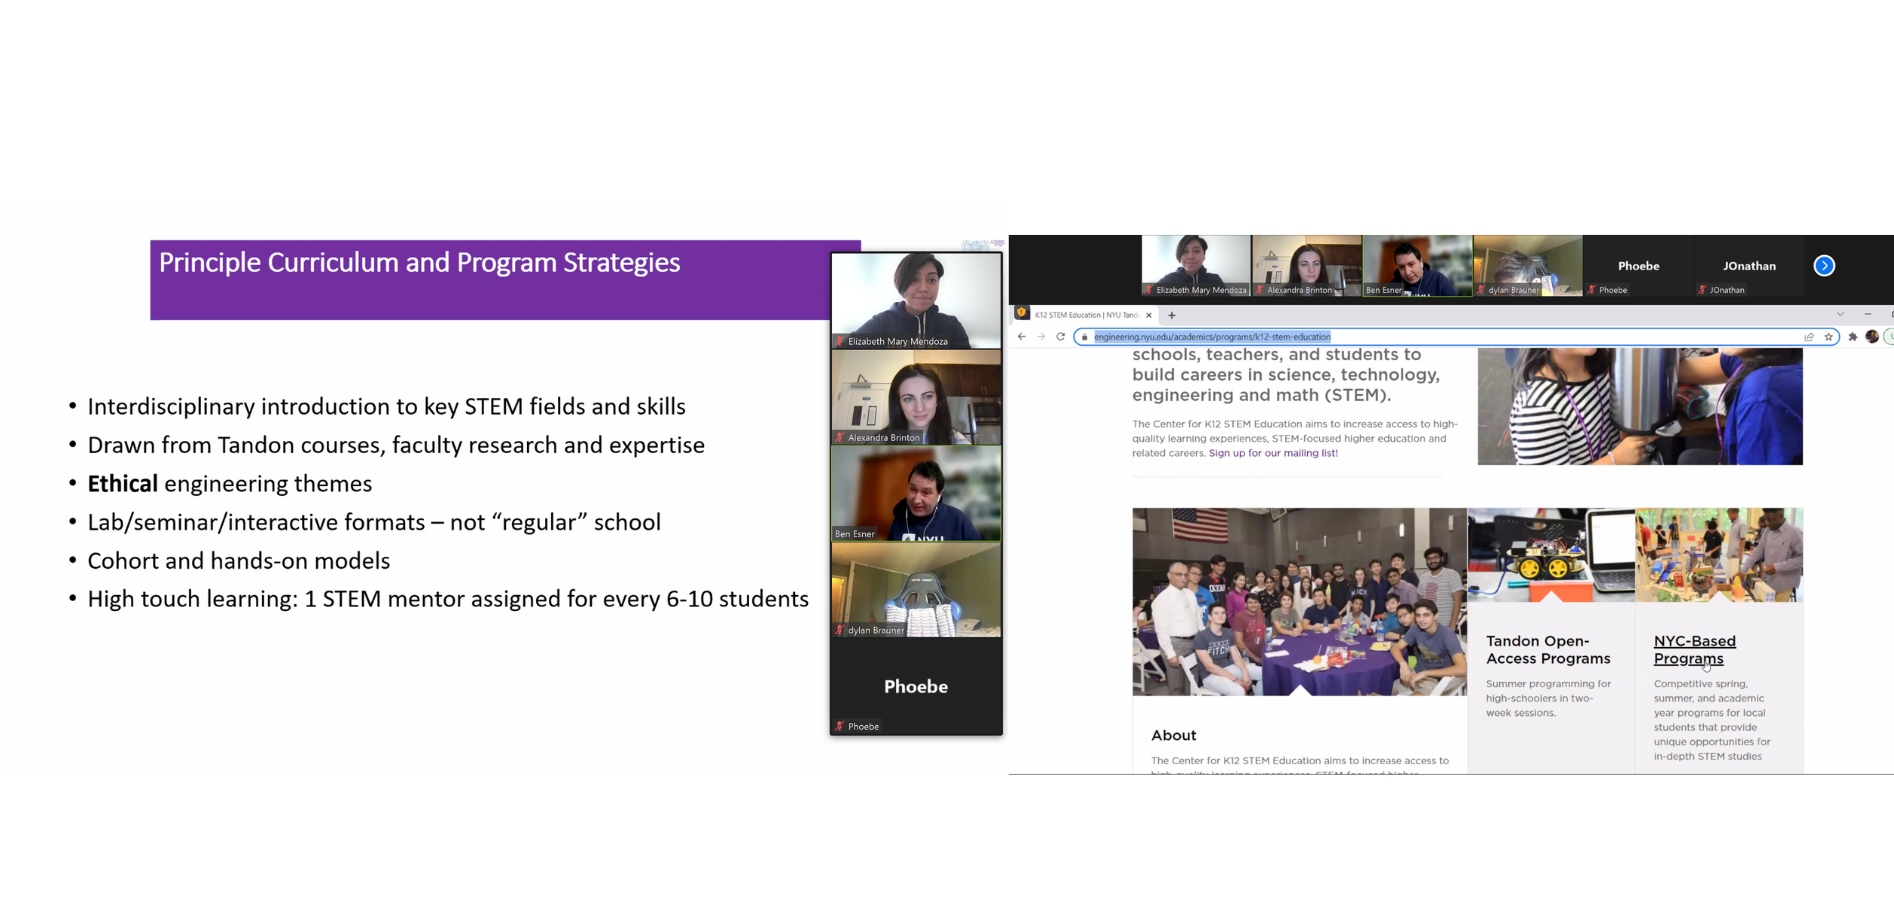 Principle Curriculum and Program Strategies
• Interdisciplinary introduction to key STEM fields and skills
• Drawn from Tandon courses, faculty research and expertise
• Ethical engineering themes
• Lab/seminar/interactive formats – not “regular” school
• Cohort and hands-on models
• High touch learning: 1 STEM mentor assigned for every 6-10 students
Elizabeth Mary Mendoza
Alexandra Brinton
Ben Esner
dylan Brauner
Phoebe
Phoebe
Elizabeth Mary Mendoza
Alexandra Brinton
Ben Esner
dylan Brauner
Phoebe
Phoebe
JOnathan
JOnathan
K12 STEM Education | NYU Tand
engineering.nyu.edu/academics/programs/k12-stem-education
schools, teachers, and students to
build careers in science, technology,
engineering and math (STEM).
The Center for K12 STEM Education aims to increase access to high-
quality learning experiences, STEM-focused higher education and
related careers. Sign up for our mailing list!
About
The Center for K12 STEM Education aims to increase access to
Tandon Open-
Access Programs
Summer programming for
high-schoolers in two-
week sessions.
NYC-Based
Programs
Competitive spring,
summer, and academic
year programs for local
students that provide
unique opportunities for
in-depth STEM studies